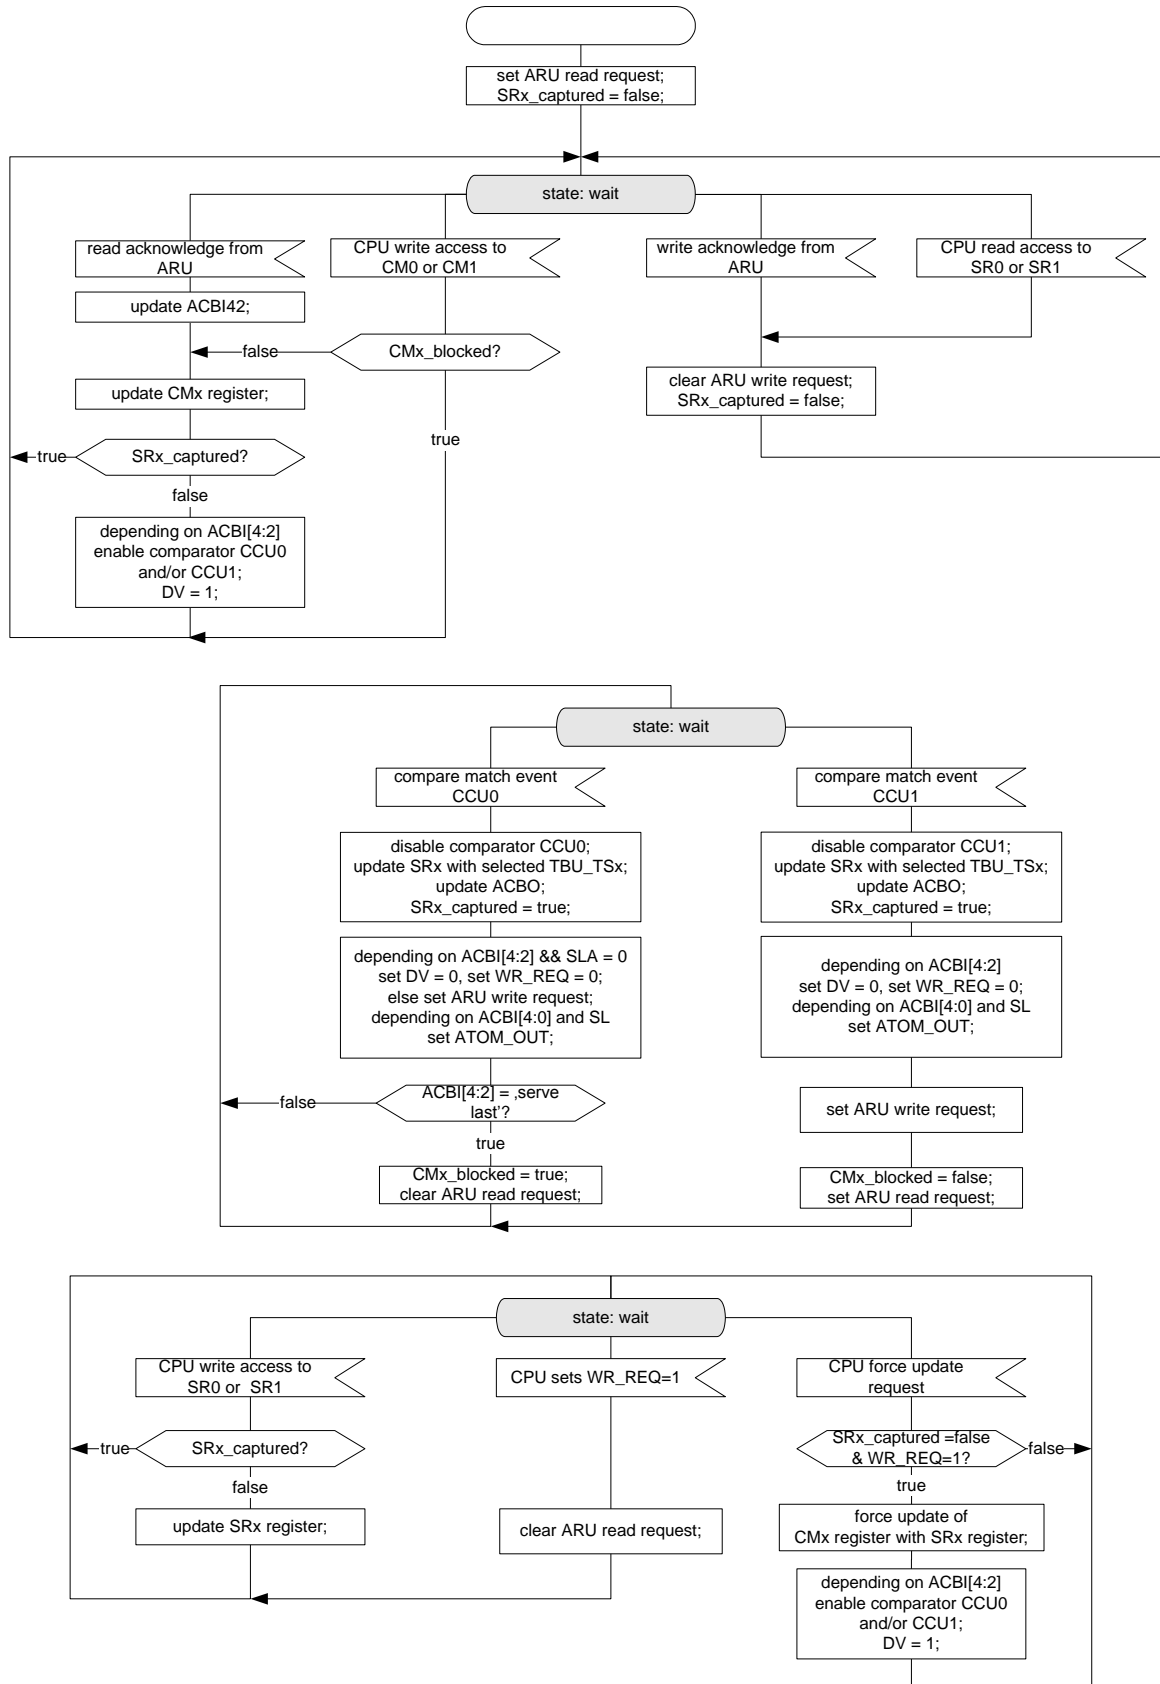 set ARU read request;
SRx_captured = false;
state: wait
read acknowledge from
ARU
CPU write access to
CM0 or CM1
write acknowledge from
ARU
CPU read access to
SR0 or SR1
update ACBI42;
false
CMx_blocked?
update CMx register;
clear ARU write request;
SRx_captured = false;
true
true
SRx_captured?
false
depending on ACBI[4:2]
enable comparator CCU0
and/or CCU1;
DV = 1;
state: wait
compare match event
CCU0
compare match event
CCU1
disable comparator CCU0;
update SRx with selected TBU_TSx;
update ACBO;
SRx_captured = true;
disable comparator CCU1;
update SRx with selected TBU_TSx;
update ACBO;
SRx_captured = true;
depending on ACBI[4:2] && SLA = 0
set DV = 0, set WR_REQ = 0;
else set ARU write request;
depending on ACBI[4:0] and SL
set ATOM_OUT;
depending on ACBI[4:2]
set DV = 0, set WR_REQ = 0;
depending on ACBI[4:0] and SL
set ATOM_OUT;
false
ACBI[4:2] = ‚serve
last’?
set ARU write request;
true
CMx_blocked = true;
clear ARU read request;
CMx_blocked = false;
set ARU read request;
state: wait
CPU write access to
SR0 or  SR1
CPU sets WR_REQ=1
CPU force update
request
true
SRx_captured?
SRx_captured =false
& WR_REQ=1?
false
false
true
update SRx register;
clear ARU read request;
force update of
CMx register with SRx register;
depending on ACBI[4:2]
enable comparator CCU0
and/or CCU1;
DV = 1;